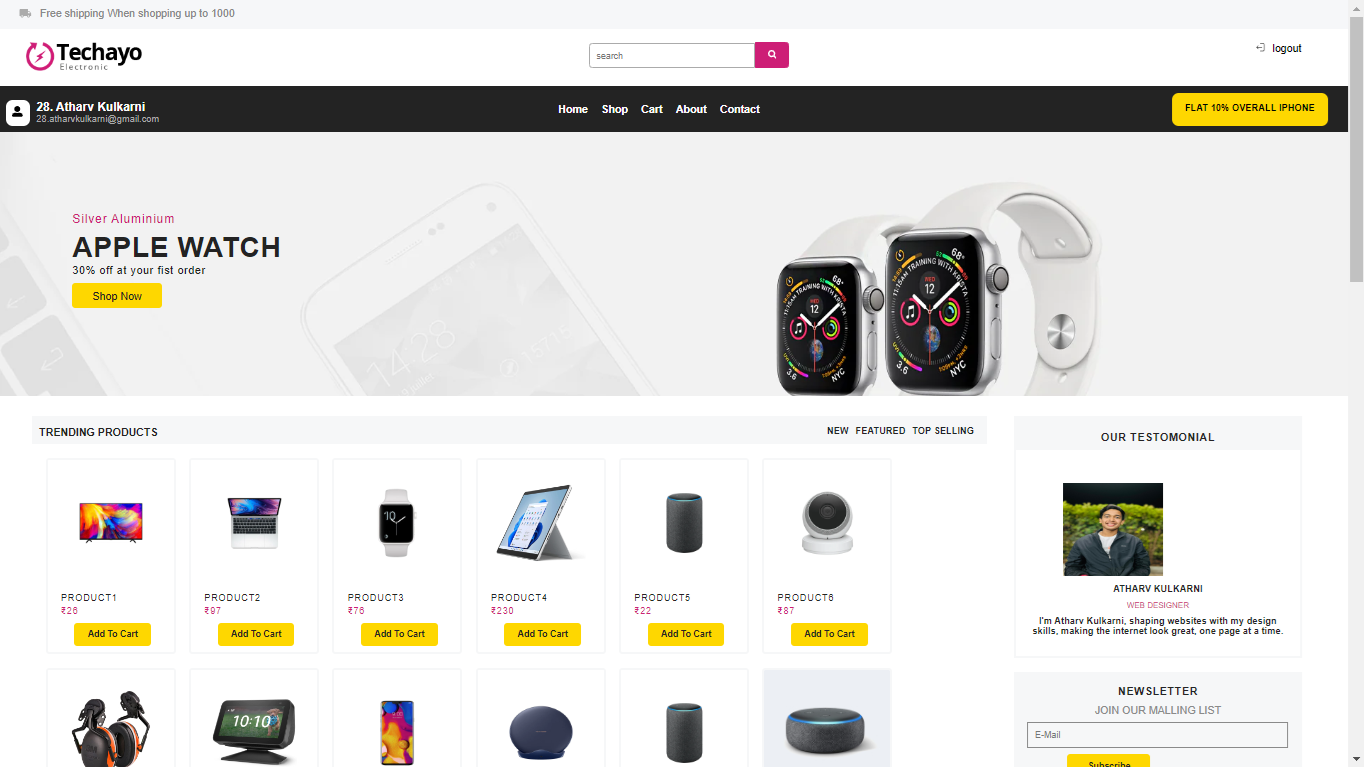 Free shipping When shopping up to 1000
Techayo
Electronic
search
logout
28. Atharv Kulkarni
28.atharvkulkarni@gmail.com
Home Shop Cart About Contact
FLAT 10% OVERALL IPHONE
Silver Aluminium
APPLE WATCH
30% off at your fist order
Shop Now
TRENDING PRODUCTS
NEW FEATURED TOP SELLING
PRODUCT1
₹26
Add To Cart
PRODUCT2
₹97
Add To Cart
PRODUCT3
₹76
Add To Cart
PRODUCT4
₹230
Add To Cart
PRODUCT5
₹22
Add To Cart
PRODUCT6
₹87
Add To Cart
10:10
OUR TESTOMONIAL
ATHARV KULKARNI
WEB DESIGNER
I'm Atharv Kulkarni, shaping websites with my design
skills, making the internet look great, one page at a time.
NEWSLETTER
JOIN OUR MALLING LIST
E-Mail
Subscribe